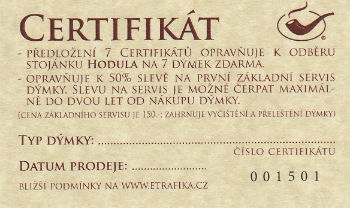 CERTIFIKÁT
- PŘEDLOŽENÍ 7 CERTIFIKÁTŮ OPRAVŇUJE K ODBĚRU
STOJÁNKU HODULA NA 7 DÝMEK ZDARMA.
- OPRAVŇUJE K 50% SLEVĚ NA PRVNÍ ZÁKLADNÍ SERVIS
DÝMKY. SLEVU NA SERVIS JE MOŽNÉ ČERPAT MAXIMÁL-
NĚ DO DVOU LET OD NÁKUPU DÝMKY.
(CENA ZÁKLADNÍHO SERVISU JE 150,-; ZAHRNUJE VYČIŠTĚNÍ A PŘELEŠTĚNÍ DÝMKY)
TYP DÝMKY: ..............................................
ČÍSLO CERTIFIKÁTU
DATUM PRODEJE: ........................
001501
BLIŽŠÍ PODMÍNKY NA WWW.ETRAFIKA.CZ